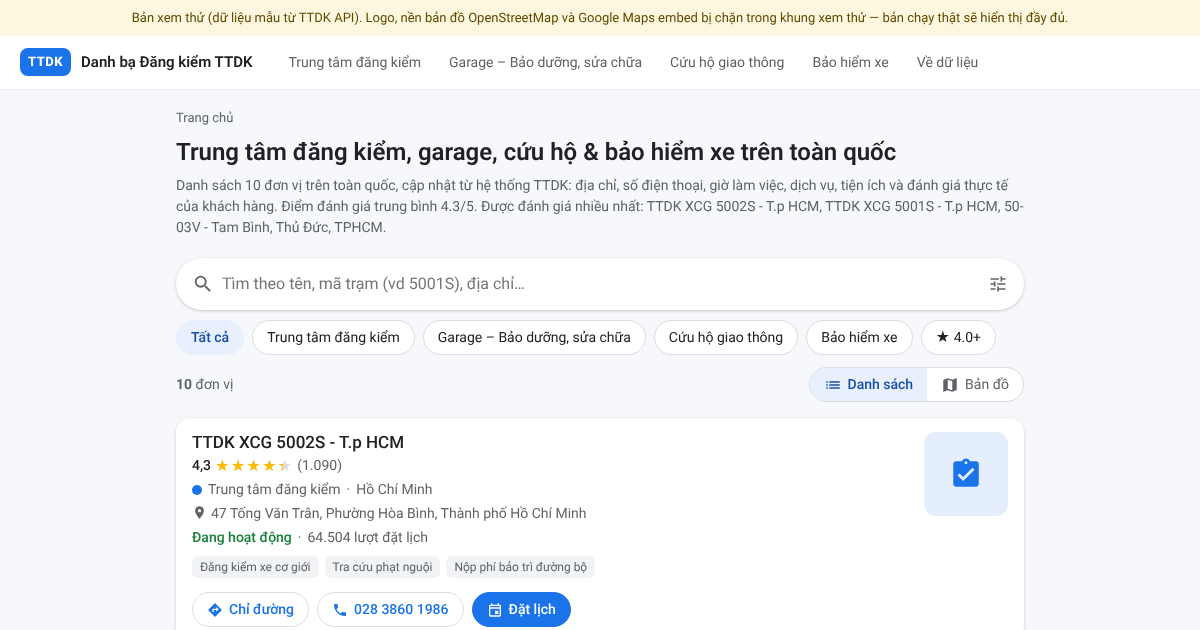 Bản xem thử (dữ liệu mẫu từ TTDK API). Logo, nền bản đồ OpenStreetMap và Google Maps embed bị chặn trong khung xem thử — bản chạy thật sẽ hiển thị đầy đủ.
TTDK Danh bạ Đăng kiểm TTDK Trung tâm đăng kiểm Garage – Bảo dưỡng, sửa chữa Cứu hộ giao thông Bảo hiểm xe Về dữ liệu
Trang chủ
Trung tâm đăng kiểm, garage, cứu hộ & bảo hiểm xe trên toàn quốc
Danh sách 10 đơn vị trên toàn quốc, cập nhật từ hệ thống TTDK: địa chỉ, số điện thoại, giờ làm việc, dịch vụ, tiện ích và đánh giá thực tế
của khách hàng. Điểm đánh giá trung bình 4.3/5. Được đánh giá nhiều nhất: TTDK XCG 5002S - T.p HCM, TTDK XCG 5001S - T.p HCM, 50-
03V - Tam Bình, Thủ Đức, TPHCM.
Tìm theo tên, mã trạm (vd 5001S), địa chỉ...
Tất cả Trung tâm đăng kiểm Garage – Bảo dưỡng, sửa chữa Cứu hộ giao thông Bảo hiểm xe ★ 4.0+
10 đơn vị Danh sách Bản đồ
TTDK XCG 5002S - T.p HCM
4,3 ★★★★★ (1.090)
Trung tâm đăng kiểm · Hồ Chí Minh
47 Tống Văn Trân, Phường Hòa Bình, Thành phố Hồ Chí Minh
Đang hoạt động · 64.504 lượt đặt lịch
Đăng kiểm xe cơ giới Tra cứu phạt nguội Nộp phí bảo trì đường bộ
Chỉ đường 028 3860 1986 Đặt lịch